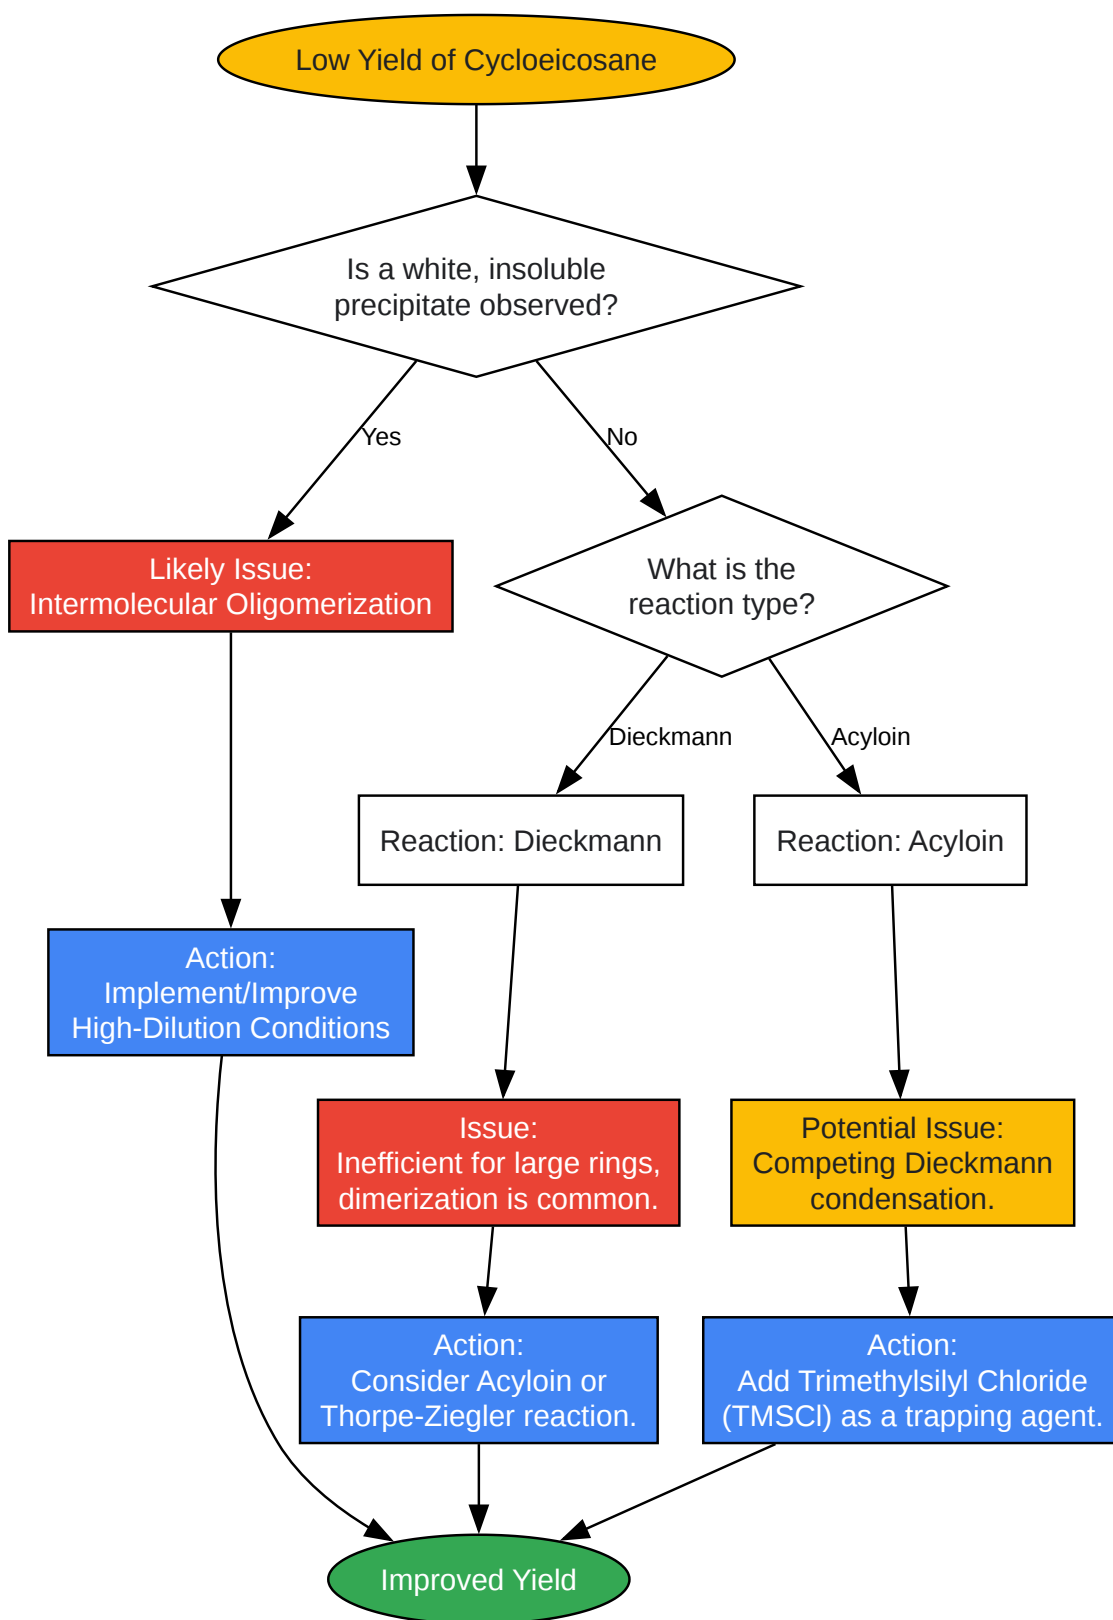 Low Yield of Cycloeicosane
Is a white, insoluble
precipitate observed?
Yes
No
Likely Issue:
Intermolecular Oligomerization
What is the
reaction type?
Dieckmann
Acyloin
Reaction: Dieckmann
Reaction: Acyloin
Action:
Implement/Improve
High-Dilution Conditions
Issue:
Inefficient for large rings,
dimerization is common.
Potential Issue:
Competing Dieckmann
condensation.
Action:
Consider Acyloin or
Thorpe-Ziegler reaction.
Action:
Add Trimethylsilyl Chloride
(TMSCl) as a trapping agent.
Improved Yield